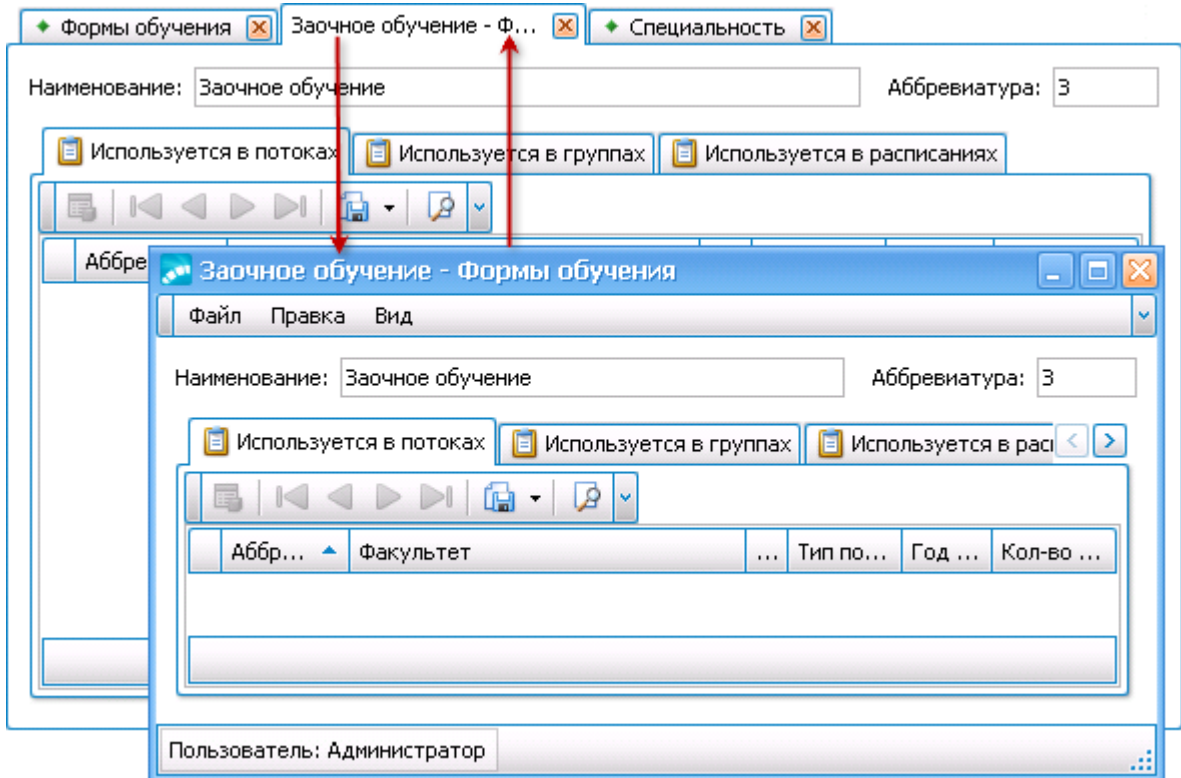 Формы обучения Заочное обучение - Ф... Специальность
Наименование: Заочное обучение Аббревиатура: З
Используется в потоках Используется в группах Используется в расписаниях
Аббре
Заочное обучение - Формы обучения
Файл Правка Вид
Наименование: Заочное обучение Аббревиатура: З
Используется в потоках Используется в группах Используется в рас
Аббр... Факультет ... Тип по... Год ... Кол-во ...
Пользователь: Администратор